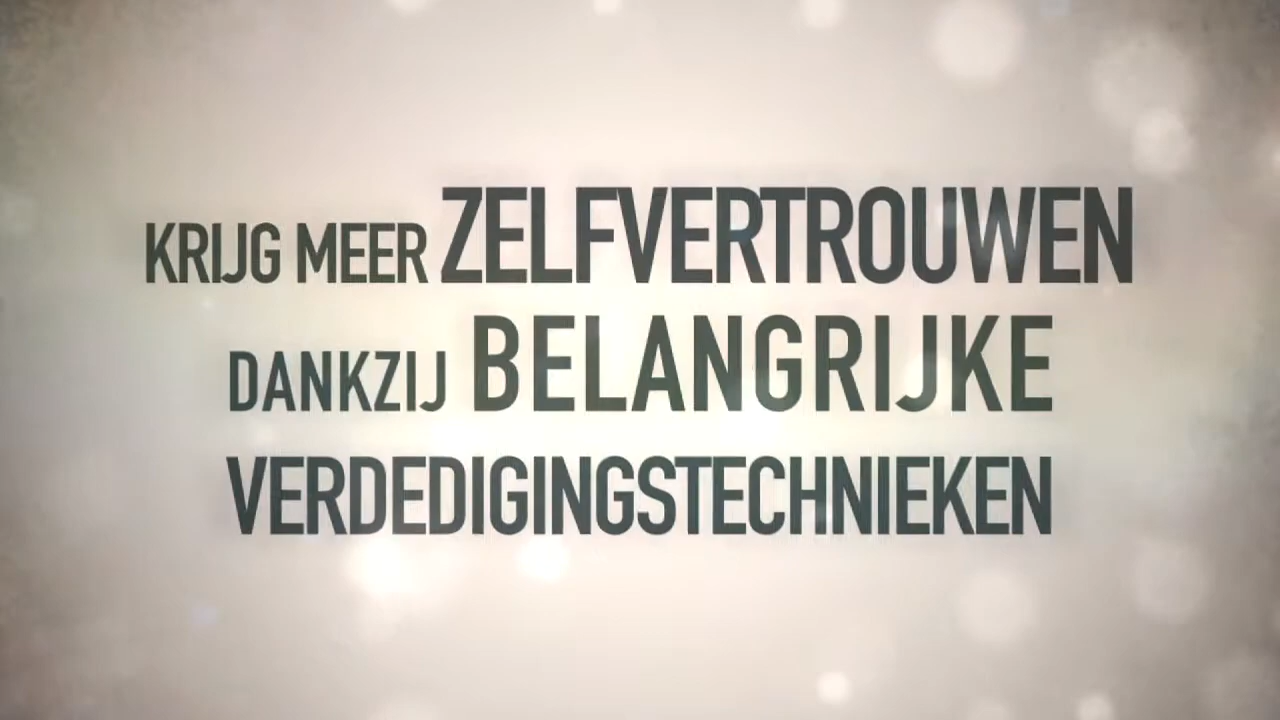 KRIJG MEER ZELFVERTROUWEN
DANKZIJ BELANGRIJKE
VERDEDIGINGSTECHNIEKEN